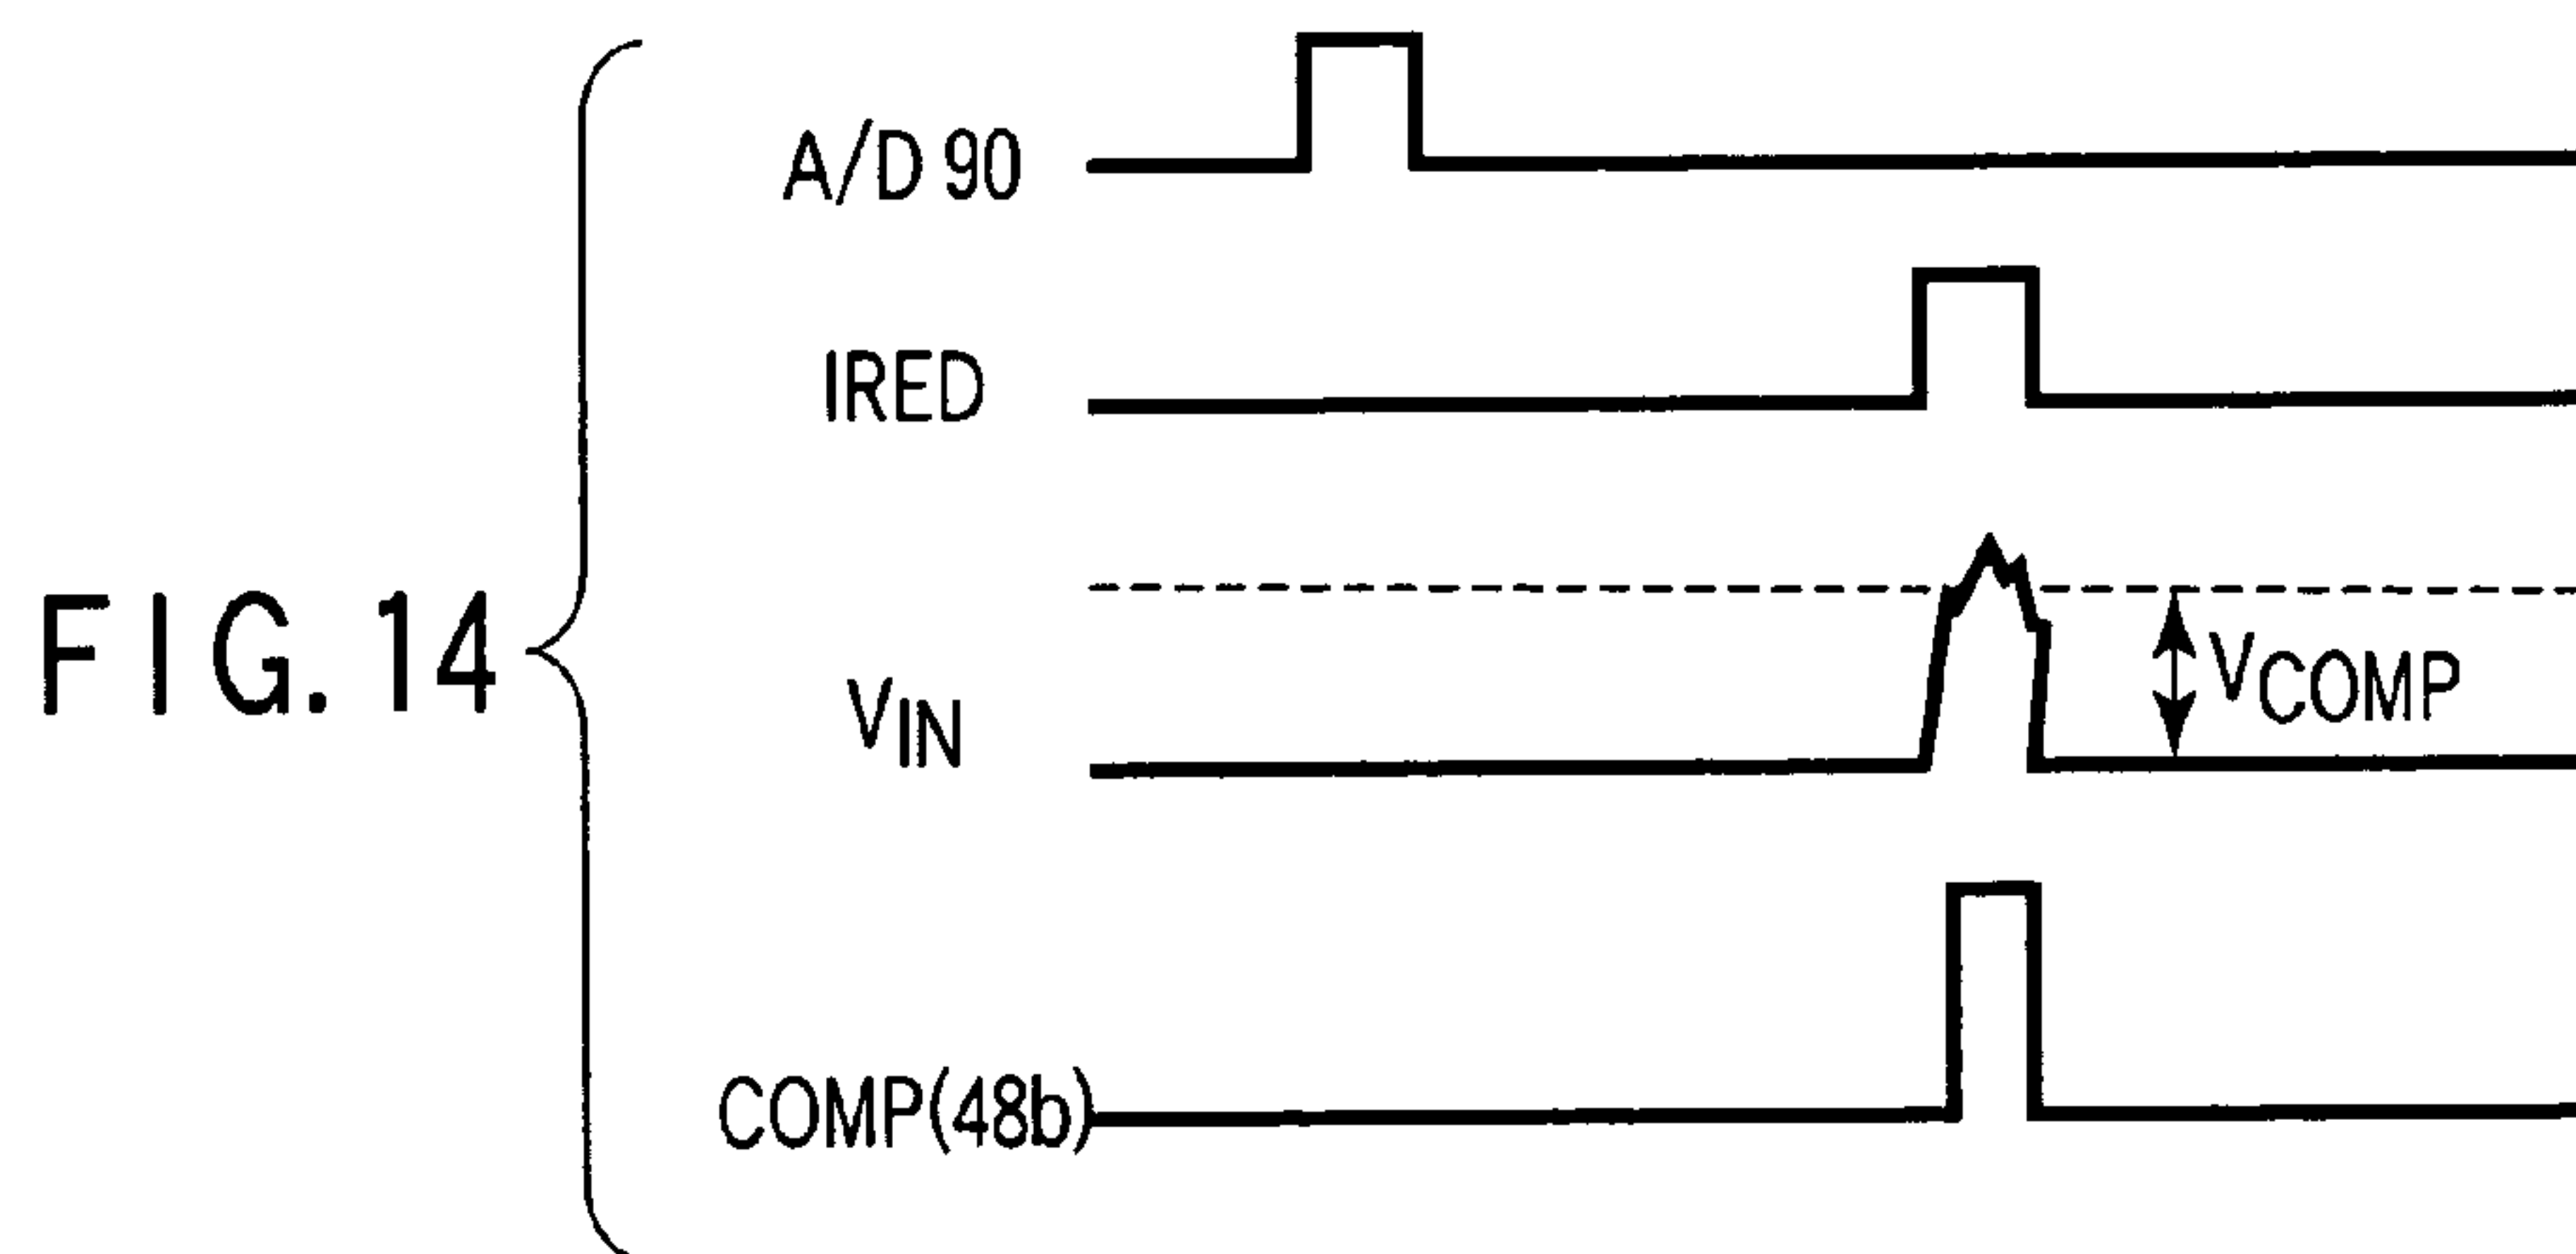 A/D 90
IRED
FIG. 14
VIN
VCOMP
COMP(48b)